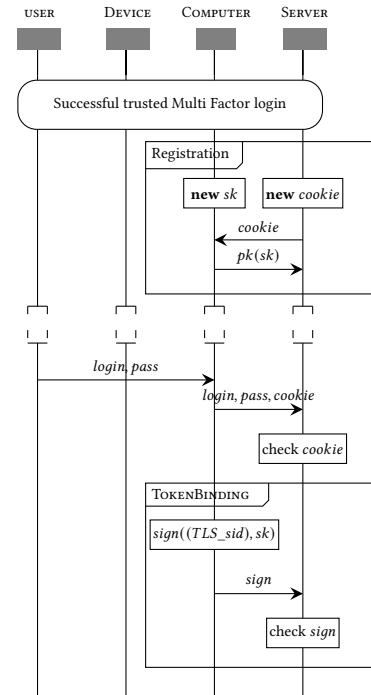 USER DEVICE COMPUTER SERVER
Successful trusted Multi Factor login
Registration
new sk new cookie
cookie
pk(sk)
login, pass
login, pass, cookie
check cookie
TOKENBINDING
sign((TLS_sid), sk)
sign
check sign